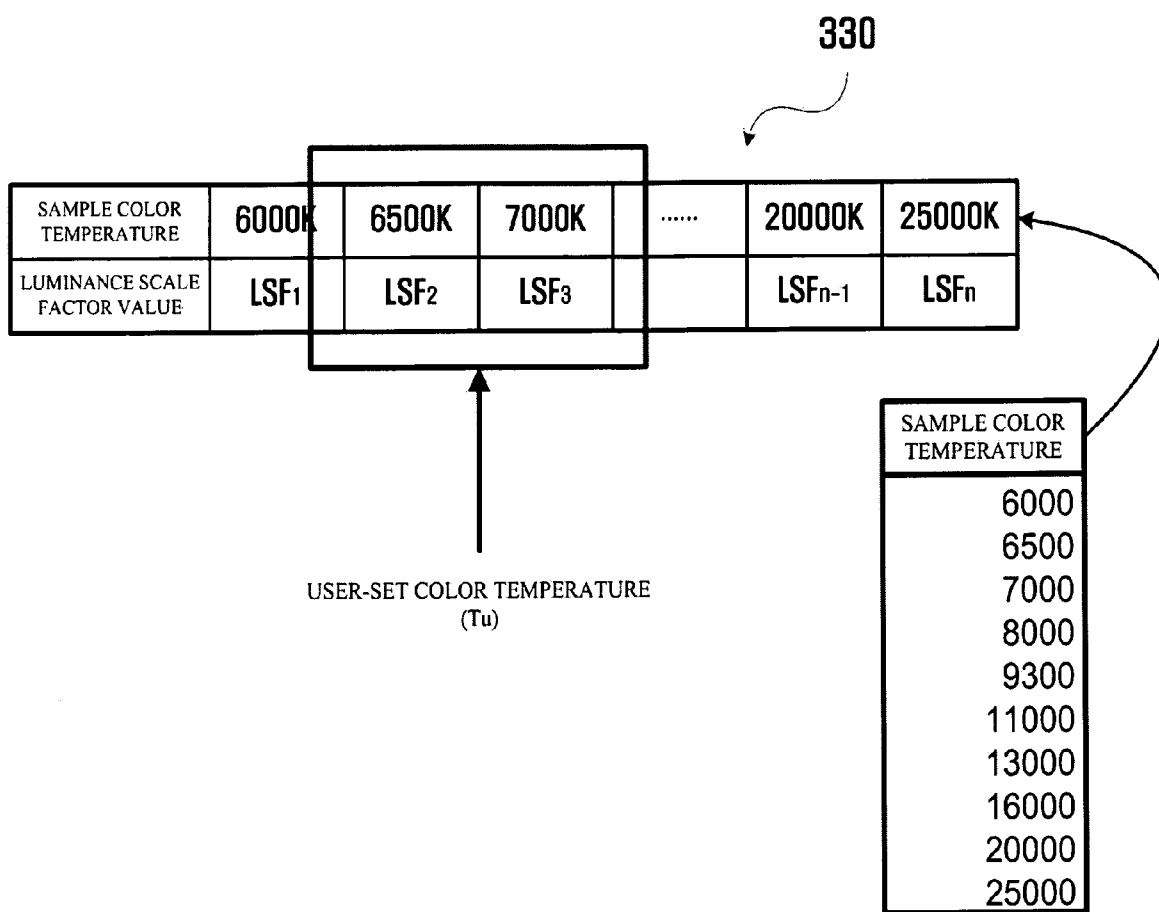 330
SAMPLE COLOR TEMPERATURE 6000K 6500K 7000K ...... 20000K 25000K
LUMINANCE SCALE FACTOR VALUE LSF1 LSF2 LSF3 LSFn-1 LSFn
USER-SET COLOR TEMPERATURE
(Tu)
SAMPLE COLOR
TEMPERATURE
6000
6500
7000
8000
9300
11000
13000
16000
20000
25000